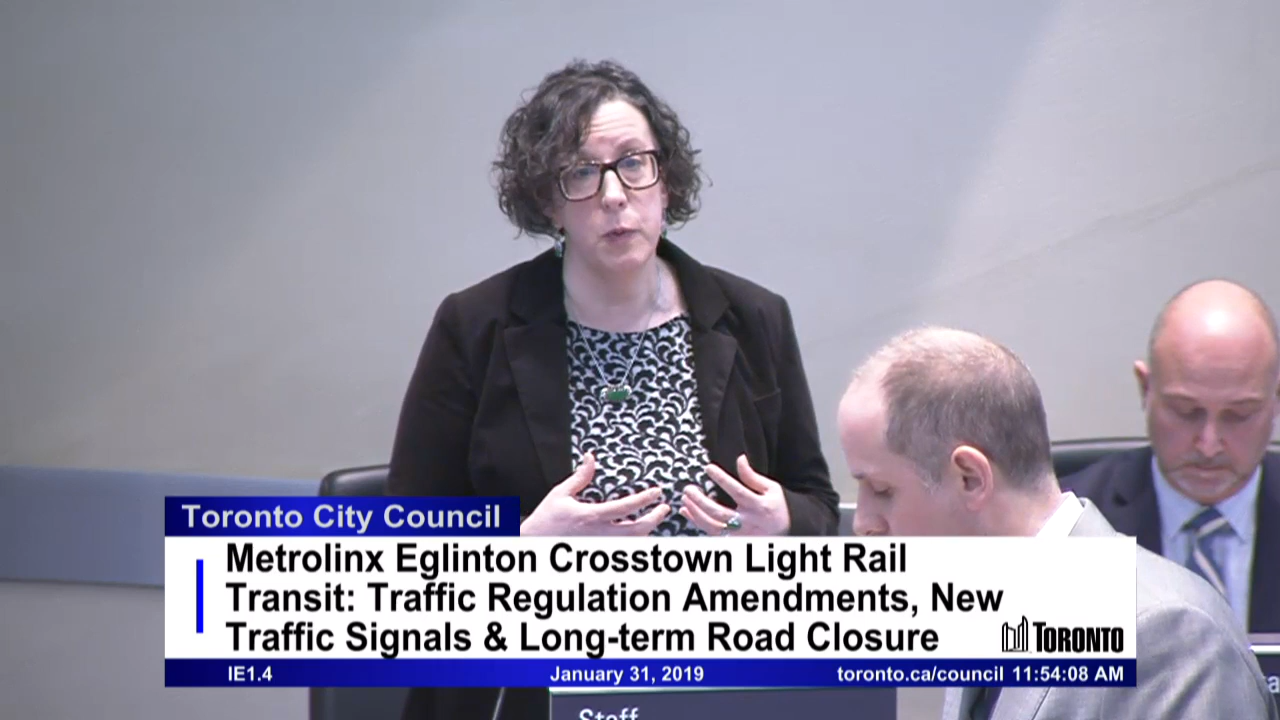 Toronto City Council
Metrolinx Eglinton Crosstown Light Rail
Transit: Traffic Regulation Amendments, New
Traffic Signals & Long-term Road Closure
TORONTO
IE1.4 January 31, 2019 toronto.ca/council 11:54:08 AM
Staff